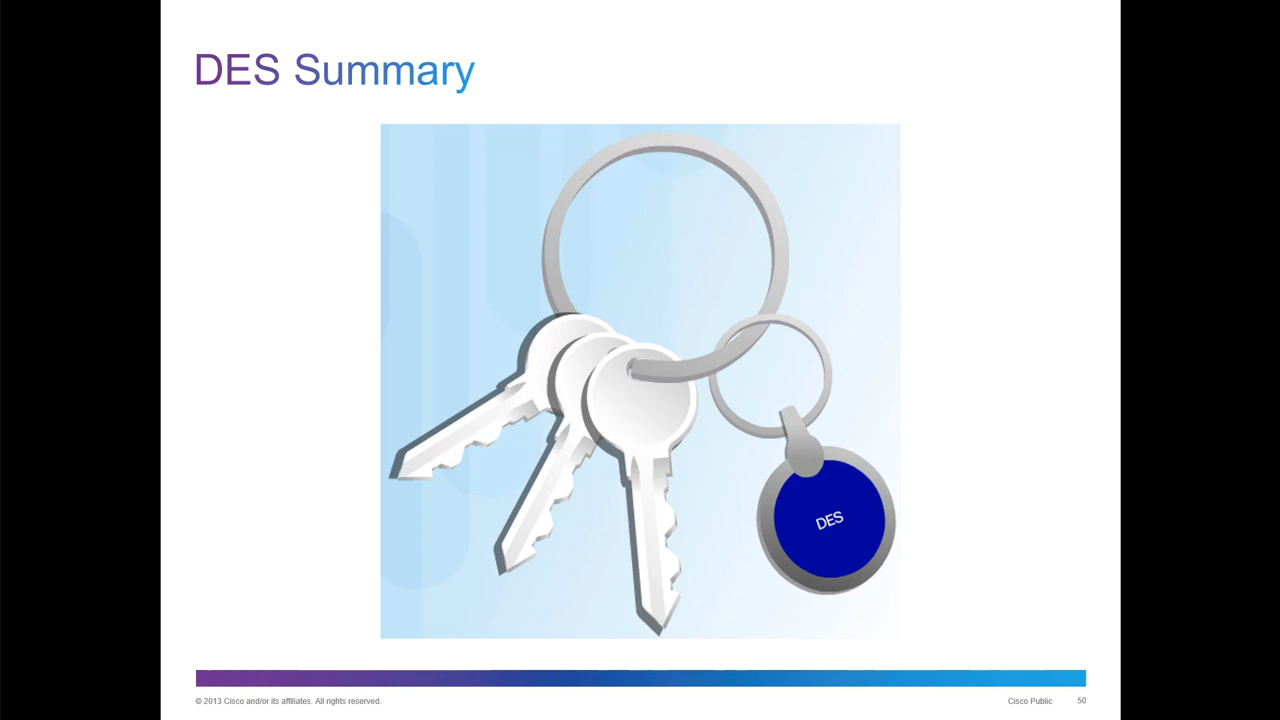 DES Summary
DES
© 2013 Cisco and/or its affiliates. All rights reserved.
Cisco Public
50